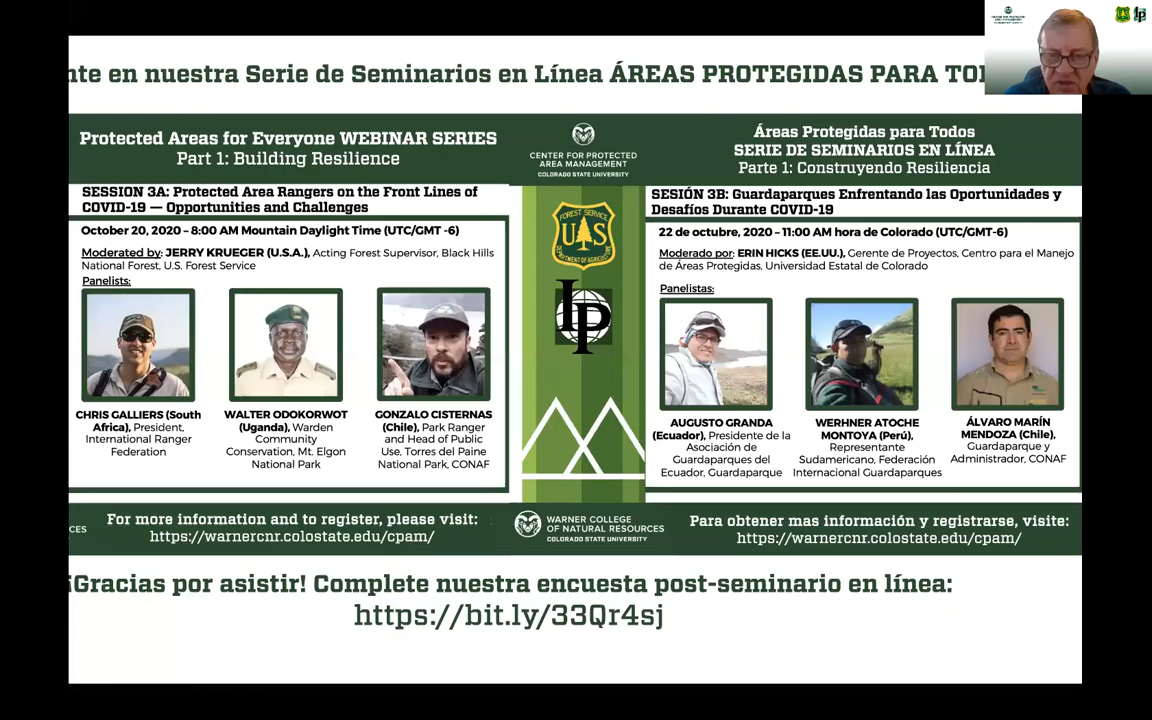 nte en nuestra Serie de Seminarios en Línea ÁREAS PROTEGIDAS PARA TO
Protected Areas for Everyone WEBINAR SERIES
Part 1: Building Resilience
SESSION 3A: Protected Area Rangers on the Front Lines of
COVID-19 — Opportunities and Challenges
October 20, 2020 – 8:00 AM Mountain Daylight Time (UTC/GMT -6)
Moderated by: JERRY KRUEGER (U.S.A.), Acting Forest Supervisor, Black Hills
National Forest, U.S. Forest Service
Panelists:
CHRIS GALLIERS (South
Africa), President,
International Ranger
Federation
WALTER ODOKORWOT
(Uganda), Warden
Community
Conservation, Mt. Elgon
National Park
GONZALO CISTERNAS
(Chile), Park Ranger
and Head of Public
Use, Torres del Paine
National Park, CONAF
CES
For more information and to register, please visit:
https://warnercnr.colostate.edu/cpam/
CENTER FOR PROTECTED
AREA MANAGEMENT
COLORADO STATE UNIVERSITY
FOREST SERVICE
U S
DEPARTMENT OF AGRICULTURE
IP
WARNER COLLEGE
OF NATURAL RESOURCES
COLORADO STATE UNIVERSITY
Áreas Protegidas para Todos
SERIE DE SEMINARIOS EN LÍNEA
Parte 1: Construyendo Resiliencia
SESIÓN 3B: Guardaparques Enfrentando las Oportunidades y
Desafíos Durante COVID-19
22 de octubre, 2020 – 11:00 AM hora de Colorado (UTC/GMT-6)
Moderado por: ERIN HICKS (EE.UU.), Gerente de Proyectos, Centro para el Manejo
de Áreas Protegidas, Universidad Estatal de Colorado
Panelistas:
AUGUSTO GRANDA
(Ecuador), Presidente de la
Asociación de
Guardaparques del
Ecuador, Guardaparque
WERHNER ATOCHE
MONTOYA (Perú),
Representante
Sudamericano, Federación
Internacional Guardaparques
ÁLVARO MARÍN
MENDOZA (Chile),
Guardaparque y
Administrador, CONAF
Para obtener mas información y registrarse, visite:
https://warnercnr.colostate.edu/cpam/
¡Gracias por asistir! Complete nuestra encuesta post-seminario en línea:
https://bit.ly/33Qr4sj